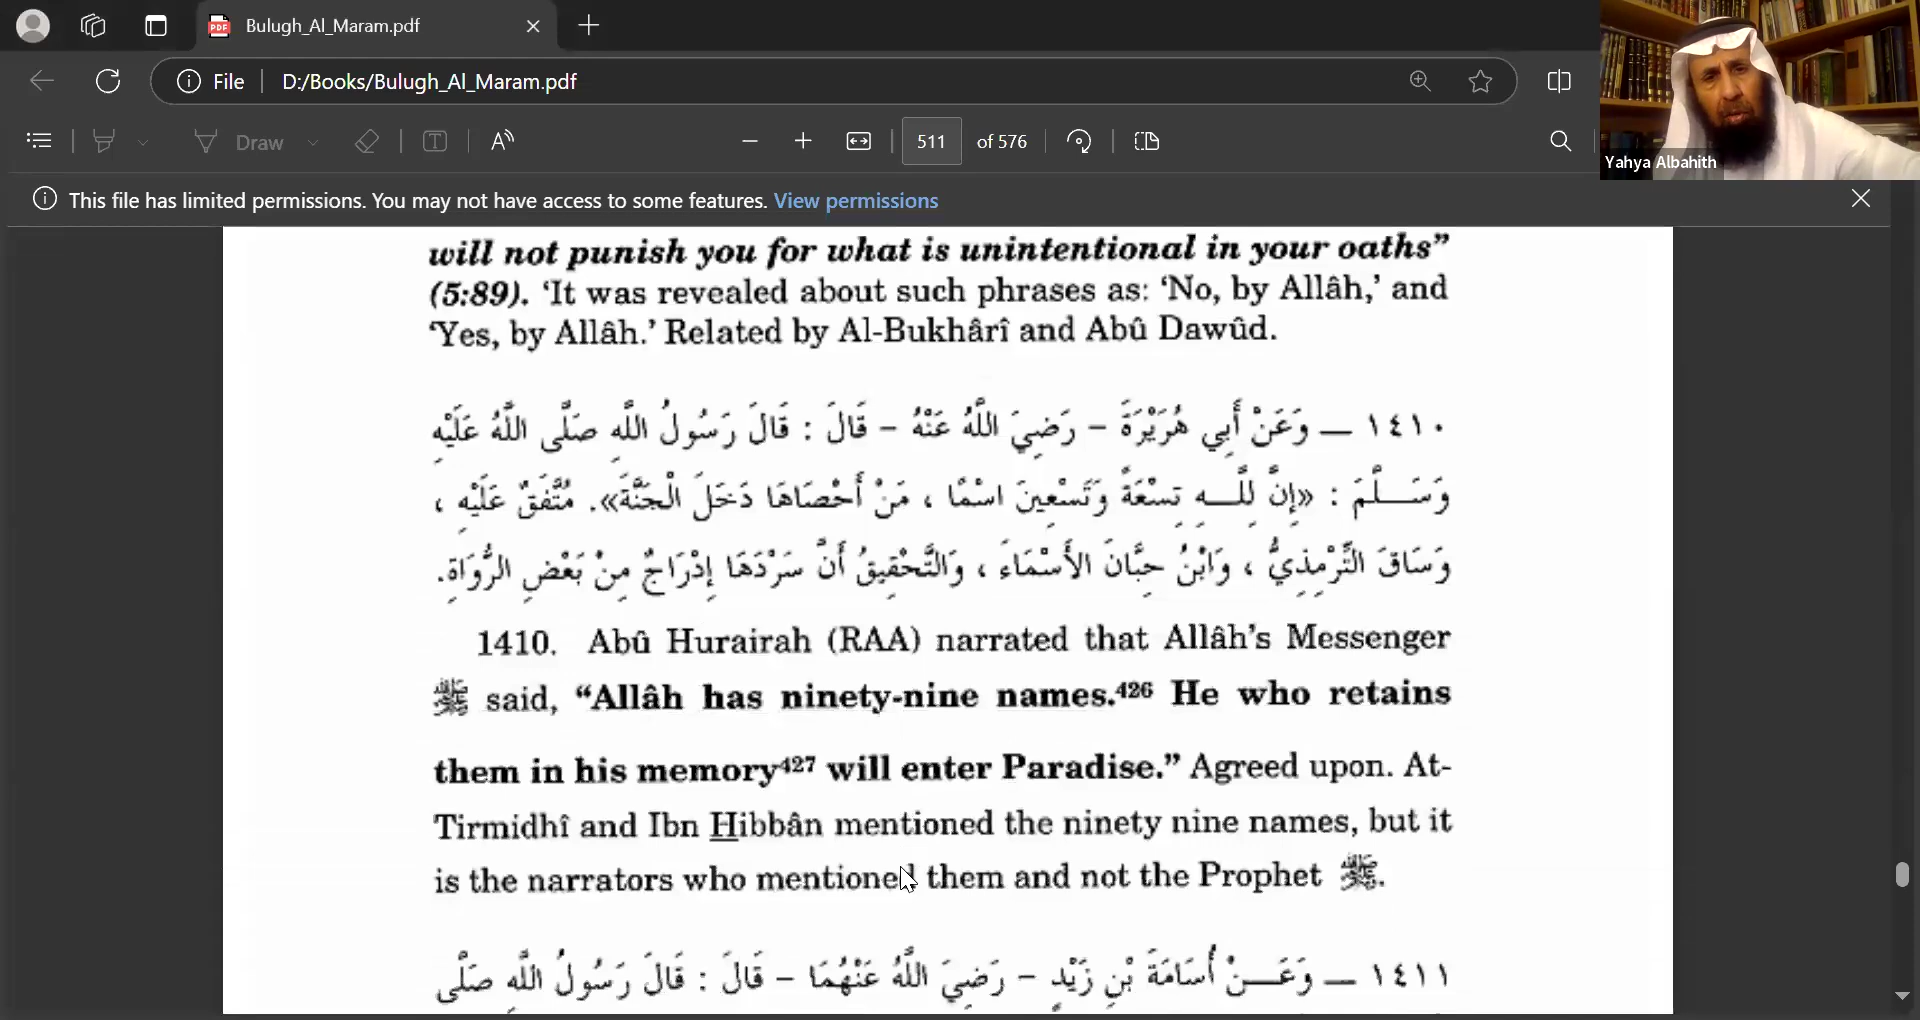 Bulugh_Al_Maram.pdf
File
D:/Books/Bulugh_Al_Maram.pdf
Draw
511 of 576
Yahya Albahith
This file has limited permissions. You may not have access to some features. View permissions
will not punish you for what is unintentional in your oaths”
(5:89). ‘It was revealed about such phrases as: ‘No, by Allâh,’ and
‘Yes, by Allâh.’ Related by Al-Bukhârî and Abû Dawûd.
١٤١٠ — وَعَنْ أَبِي هُرَيْرَةَ – رَضِيَ اللَّهُ عَنْهُ – قَالَ : قَالَ رَسُولُ اللَّهِ صَلَّى اللَّهُ عَلَيْهِ
وَسَلَّمَ : «إِنَّ لِلَّهِ تِسْعَةً وَتَسْعِينَ اسْمًا ، مَنْ أَحْصَاهَا دَخَلَ الْجَنَّةَ». مُتَّفَقٌ عَلَيْهِ ،
وَسَاقَ التِّرْمِذِيُّ ، وَابْنُ حِبَّانَ الأَسْمَاءَ ، وَالتَّحْقِيقُ أَنَّ سَرْدَهَا إِدْرَاجٌ مِنْ بَعْضِ الرُّوَاةِ.
1410. Abû Hurairah (RAA) narrated that Allâh’s Messenger
ﷺ said, “Allâh has ninety-nine names.426 He who retains
them in his memory427 will enter Paradise.” Agreed upon. At-
Tirmidhî and Ibn Hibbân mentioned the ninety nine names, but it
is the narrators who mentioned them and not the Prophet ﷺ.
١٤١١ — وَعَنْ أُسَامَةَ بْنِ زَيْدٍ – رَضِيَ اللَّهُ عَنْهُمَا – قَالَ : قَالَ رَسُولُ اللَّهِ صَلَّى